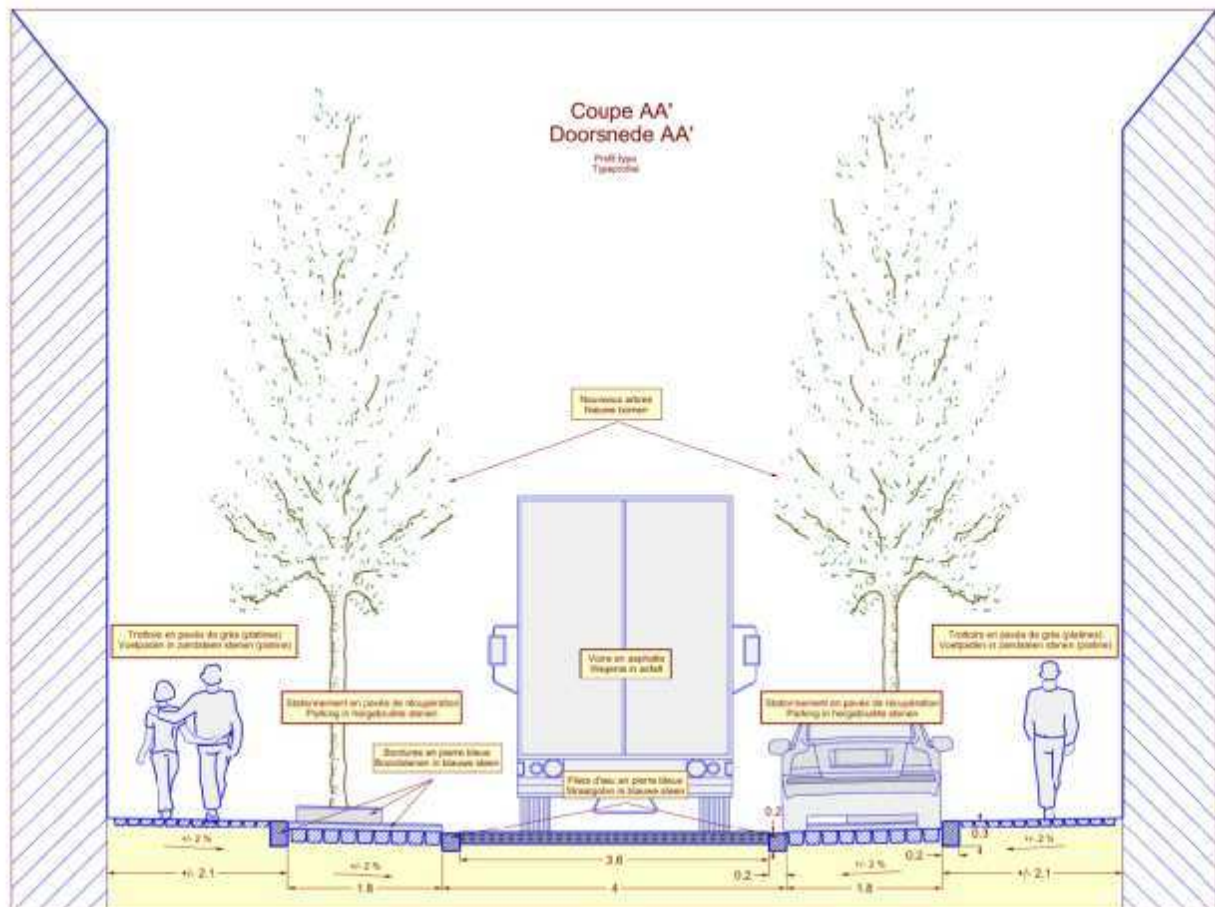 Coupe AA'
Doorsnede AA'
Profil type
Typeprofiel
Nouveaux arbres
Nieuwe bomen
Trottoirs en pavés de grès (platines)
Voetpaden in zandsteen stenen (platine)
Voirie en asphalte
Wegenis in asfalt
Trottoirs en pavés de grès (platines)
Voetpaden in zandsteen stenen (platine)
Stationnement en pavés de récupération
Parking in hergebruikte stenen
Stationnement en pavés de récupération
Parking in hergebruikte stenen
Bordures en pierre bleue
Boordstenen in blauwe steen
Filets d'eau en pierre bleue
in blauwe steen
0.2
0.3
+/-2 %
+/-2 %
3.6
0.2
+/-2 %
0.2
+/-2 %
+/- 2.1
1.8
4
1.8
+/- 2.1